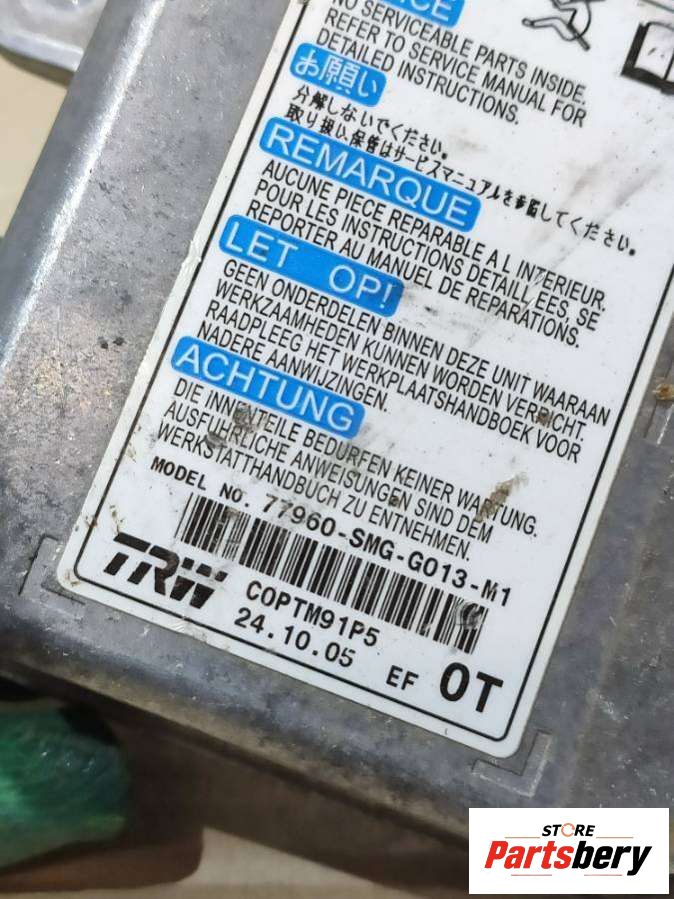 NO SERVICEABLE PARTS INSIDE.
REFER TO SERVICE MANUAL FOR
DETAILED INSTRUCTIONS.
お願い
分解しないでください。
取り扱い、保管はサービスマニュアルを参照してください。
REMARQUE
AUCUNE PIECE REPARABLE A L INTERIEUR.
POUR LES INSTRUCTIONS DETAILL EES, SE
REPORTER AU MANUEL DE REPARATIONS.
LET OP!
GEEN ONDERDELEN BINNEN DEZE UNIT WAARAAN
WERKZAAMHEDEN KUNNEN WORDEN VERRICHT.
RAADPLEEG HET WERKPLAATSHANDBOEK VOOR
NADERE AANWIJZINGEN.
ACHTUNG
DIE INNENTEILE BEDURFEN KEINER WARTUNG.
AUSFUHRLICHE ANWEISUNGEN SIND DEM
WERKSTATTHANDBUCH ZU ENTNEHMEN.
MODEL NO. 77960-SMG-G013-M1
TRW
C0PTM91P5
24.10.05 EF 0T
STORE
Partsbery